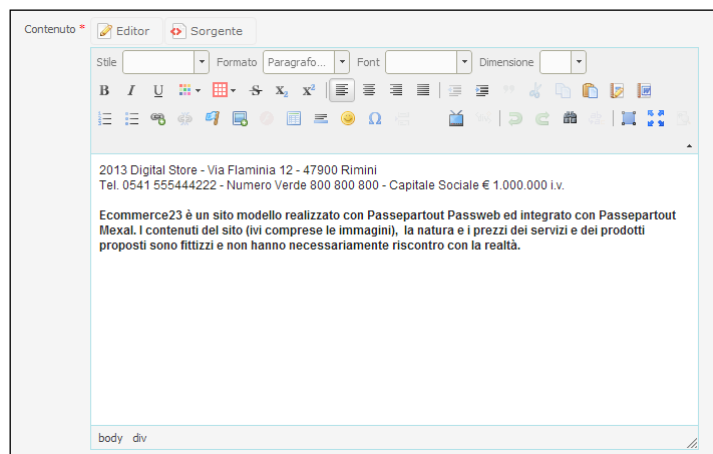 Contenuto * Editor Sorgente
Stile Formato Paragrafo... Font Dimensione
B I U S X₂ X²
Ω
2013 Digital Store - Via Flaminia 12 - 47900 Rimini
Tel. 0541 555444222 - Numero Verde 800 800 800 - Capitale Sociale € 1.000.000 i.v.
Ecommerce23 è un sito modello realizzato con Passepartout Passweb ed integrato con Passepartout
Mexal. I contenuti del sito (ivi comprese le immagini), la natura e i prezzi dei servizi e dei prodotti
proposti sono fittizzi e non hanno necessariamente riscontro con la realtà.
body div